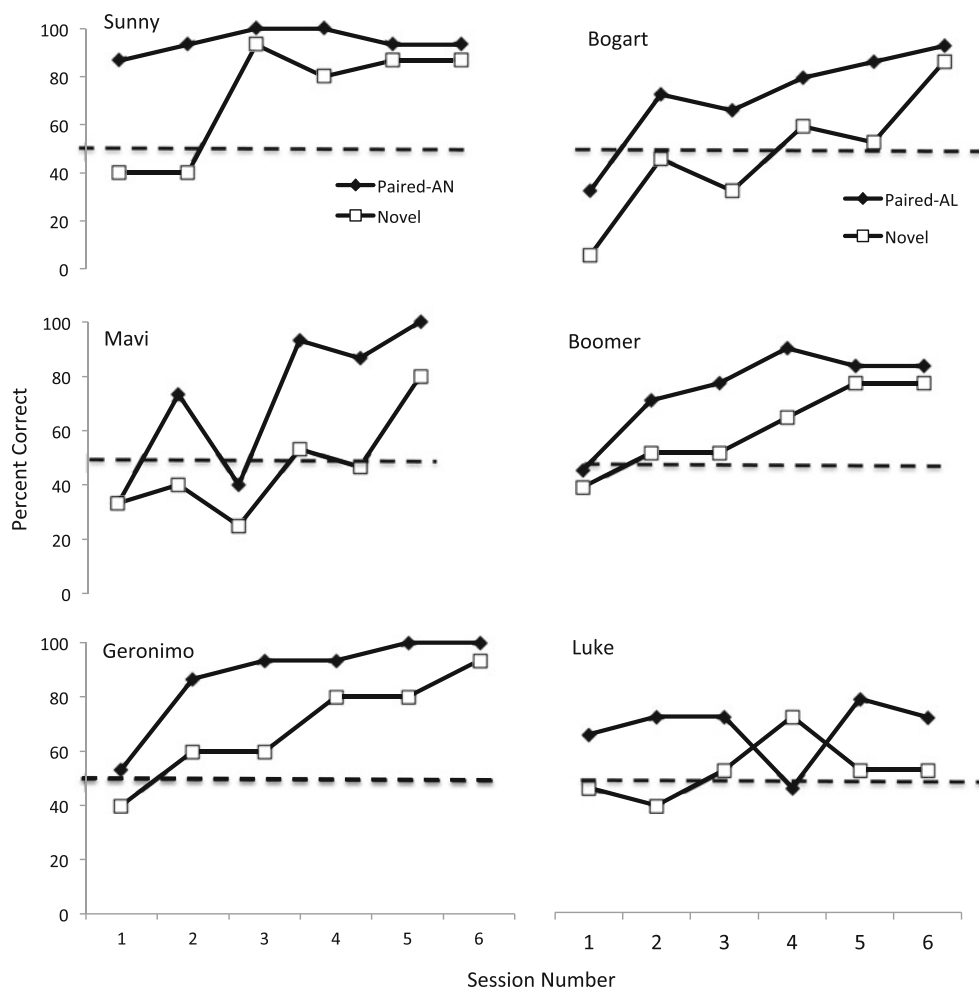 Sunny
100
80
60
40
20
0
Paired-AN
Novel
Bogart
Paired-AL
Novel
Mavi
100
80
60
40
20
0
Boomer
Percent Correct
Geronimo
100
80
60
40
20
0
1 2 3 4 5 6
Luke
1 2 3 4 5 6
Session Number